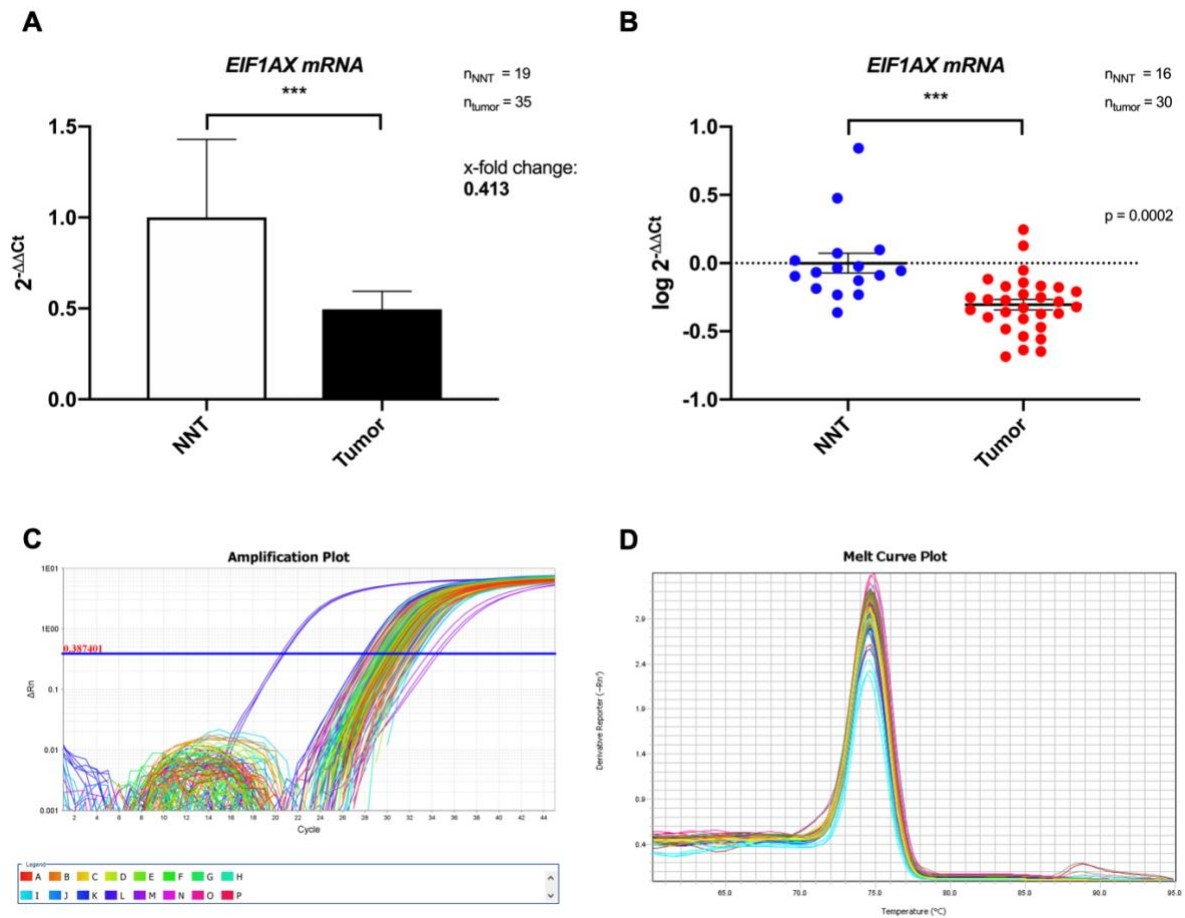 A
EIF1AX mRNA
***
nNNT = 19
ntumor = 35
x-fold change:
0.413
1.5
1.0
0.5
0.0
2-ΔΔCt
NNT
Tumor
B
EIF1AX mRNA
***
nNNT = 16
ntumor = 30
p = 0.0002
1.0
0.5
0.0
-0.5
-1.0
log 2-ΔΔCt
NNT
Tumor
C
Amplification Plot
1E01
1E00
0.387401
0.1
0.01
0.001
ΔRn
2 4 6 8 10 12 14 16 18 20 22 24 26 28 30 32 34 36 38 40 42 44
Cycle
Legend
A B C D E F G H
I J K L M N O P
D
Melt Curve Plot
2.9
2.4
1.9
1.4
0.9
0.4
Derivative Reporter (-Rn')
65.0 70.0 75.0 80.0 85.0 90.0 95.0
Temperature (°C)